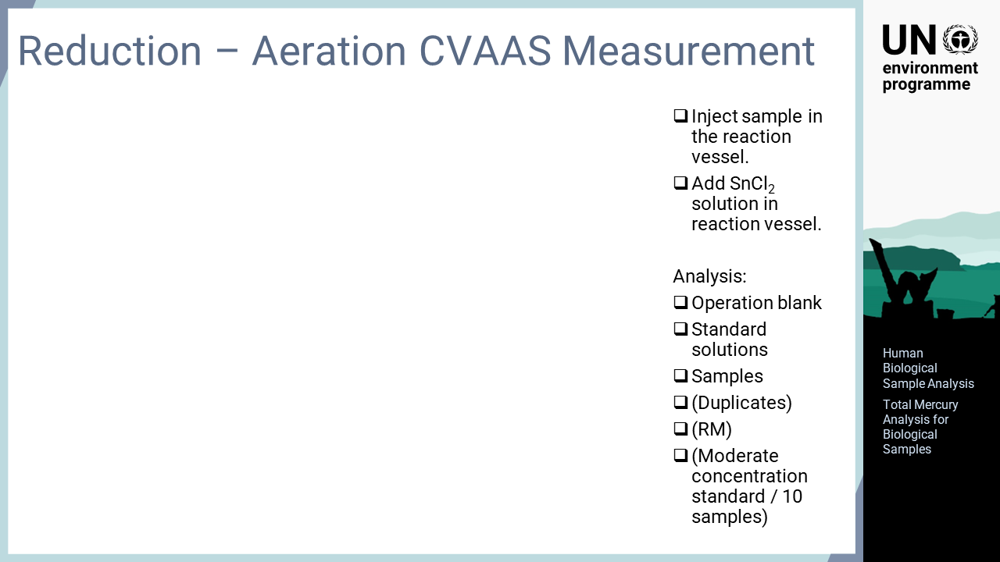 Reduction – Aeration CVAAS Measurement
❑ Inject sample in
the reaction
vessel.
❑ Add SnCl₂
solution in
reaction vessel.
Analysis:
❑ Operation blank
❑ Standard
solutions
❑ Samples
❑ (Duplicates)
❑ (RM)
❑ (Moderate
concentration
standard / 10
samples)
UN
environment
programme
Human
Biological
Sample Analysis
Total Mercury
Analysis for
Biological
Samples